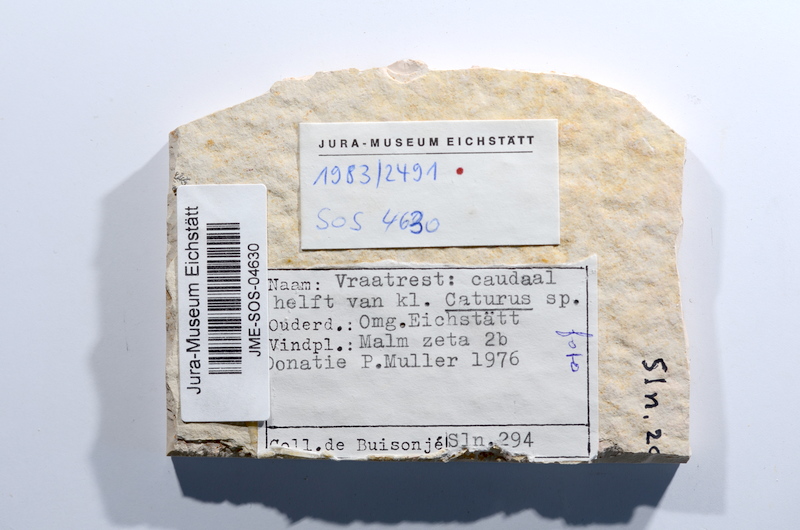 JURA-MUSEUM EICHSTÄTT
1983/2491
SOS 4630
Jura-Museum Eichstätt
JME-SOS-04630
Naam: Vraatrest: caudaal
helft van kl. Caturus sp.
Ouderd.: Omg.Eichstätt
Vindpl.: Malm zeta 2b
Donatie P.Muller 1976
foto
Coll.de Buisonjé Sln.294
Sln.